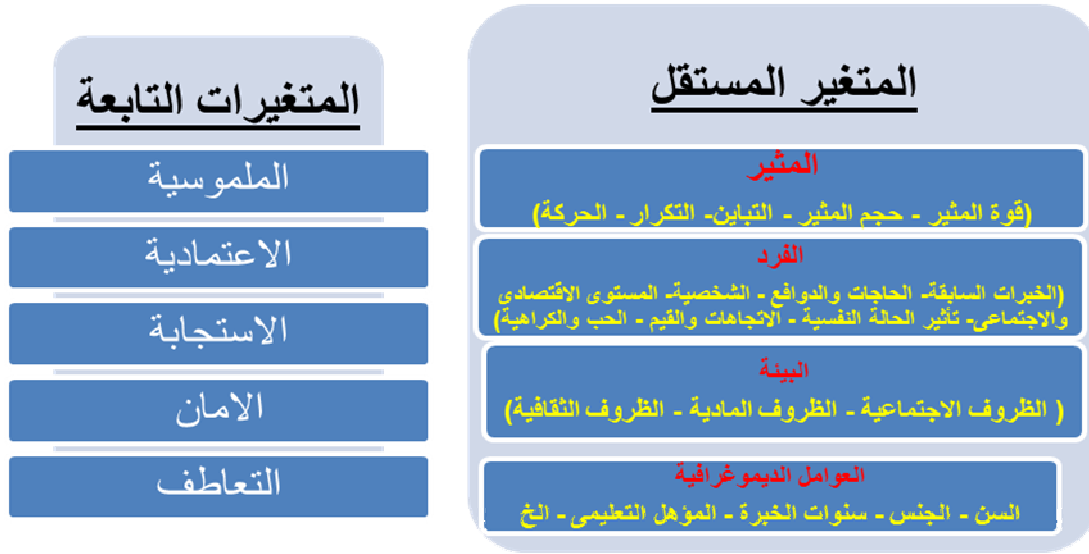 المتغير المستقل
المثير
(قوة المثير - حجم المثير - التباين- التكرار - الحركة)
الفرد
(الخبرات السابقة- الحاجات والدوافع - الشخصية- المستوى الاقتصادى
والاجتماعى- تأثير الحالة النفسية - الاتجاهات والقيم - الحب والكراهية)
البيئة
( الظروف الاجتماعية - الظروف المادية - الظروف الثقافية)
العوامل الديموغرافية
السن - الجنس - سنوات الخبرة - المؤهل التعليمى - الخ
المتغيرات التابعة
الملموسية
الاعتمادية
الاستجابة
الامان
التعاطف